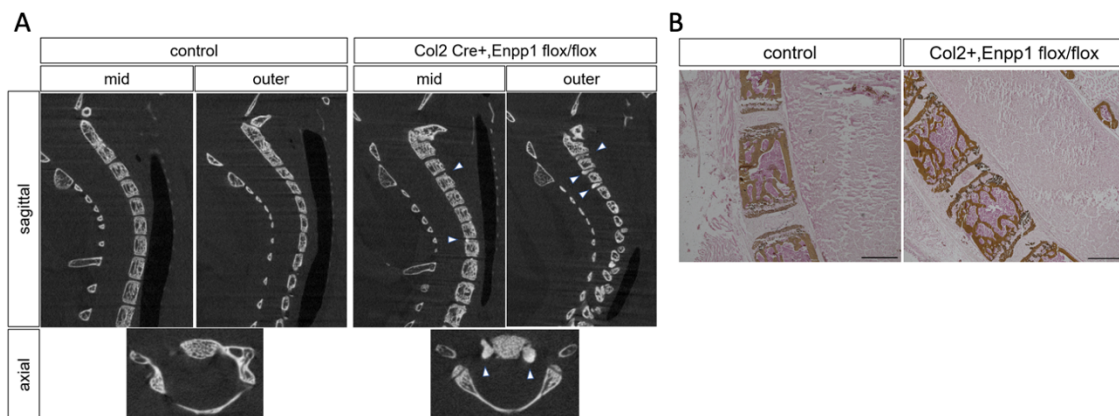 A
control
Col2 Cre+,Enpp1 flox/flox
mid
outer
mid
outer
sagittal
axial
B
control
Col2+,Enpp1 flox/flox